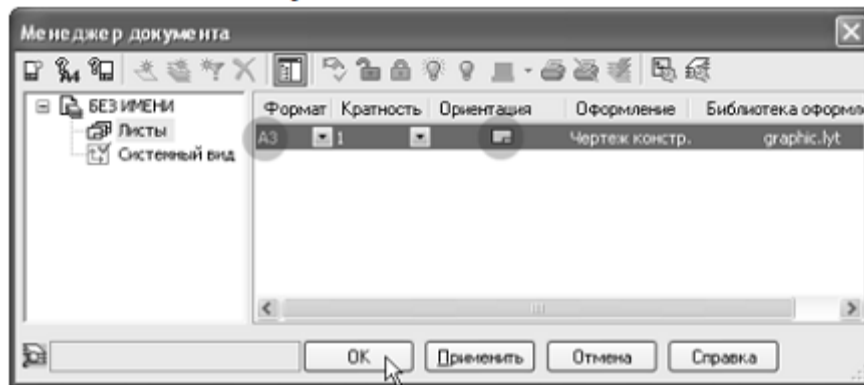 Менеджер документа
A4
БЕЗ ИМЕНИ
Листы
Системный вид
Формат Кратность Ориентация Оформление Библиотека оформл
A3 1 Чертеж констр. graphic.lyt
OK Применить Отмена Справка